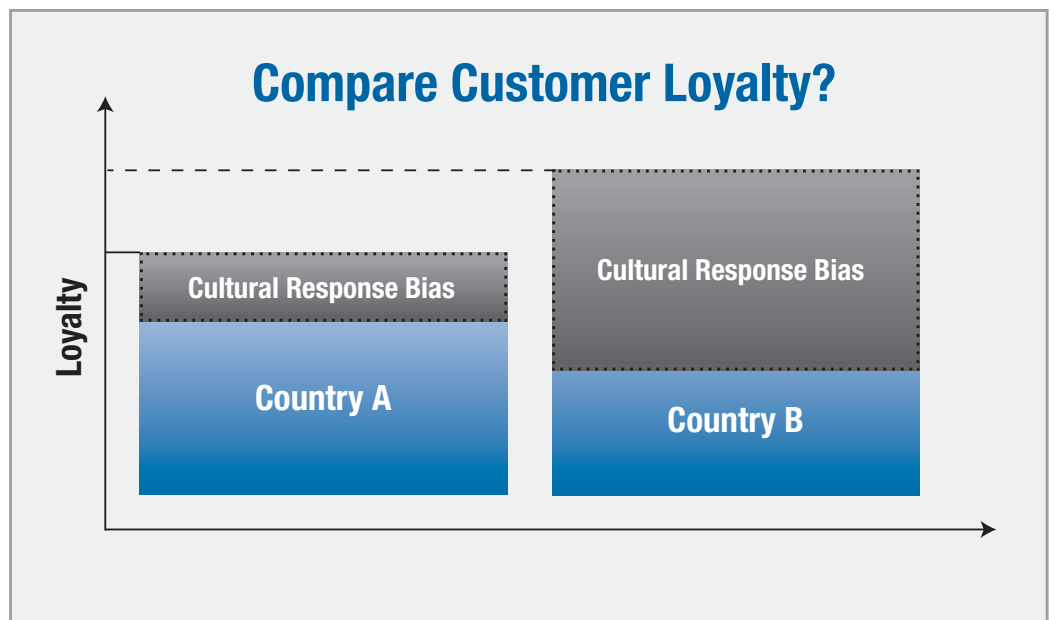 Compare Customer Loyalty?
Loyalty
Cultural Response Bias
Country A
Cultural Response Bias
Country B